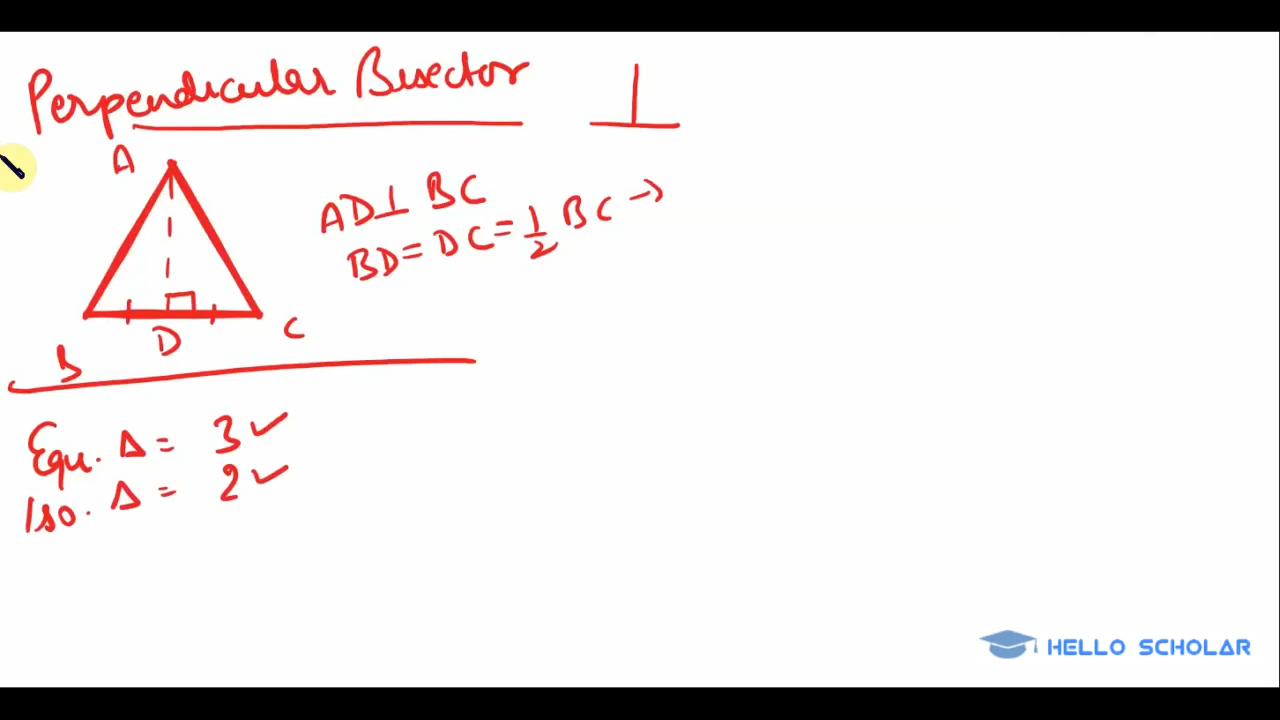 Perpendicular Bisector ⊥
A
AD⊥ BC
BD = DC = 1/2 BC →
B D C
Equ. Δ = 3 ✓
Iso. Δ = 2 ✓
HELLO SCHOLAR